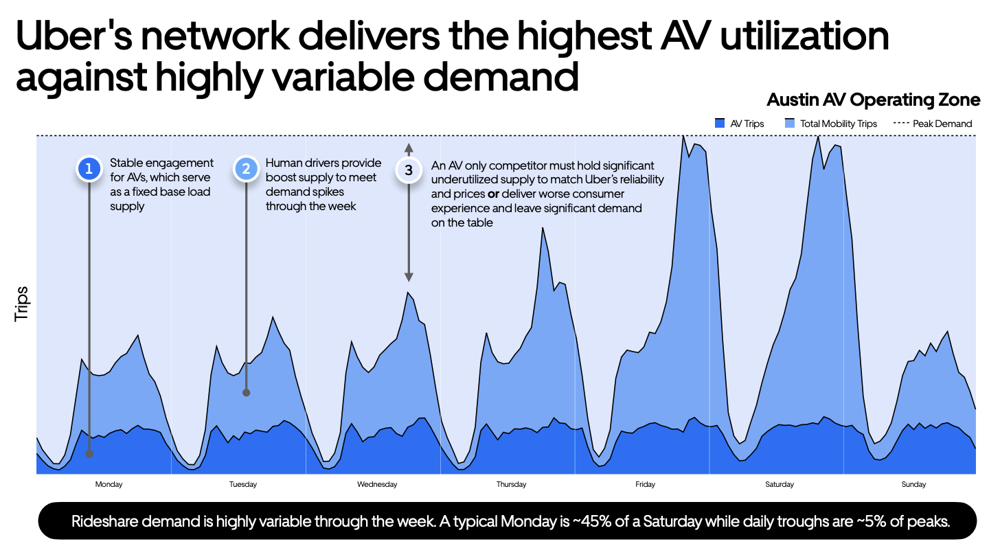 Uber's network delivers the highest AV utilization
against highly variable demand
Austin AV Operating Zone
AV Trips
Total Mobility Trips
Peak Demand
1
Stable engagement
for AVs, which serve
as a fixed base load
supply
2
Human drivers provide
boost supply to meet
demand spikes
through the week
3
An AV only competitor must hold significant
underutilized supply to match Uber’s reliability
and prices or deliver worse consumer
experience and leave significant demand
on the table
Trips
Monday
Tuesday
Wednesday
Thursday
Friday
Saturday
Sunday
Rideshare demand is highly variable through the week. A typical Monday is ~45% of a Saturday while daily troughs are ~5% of peaks.